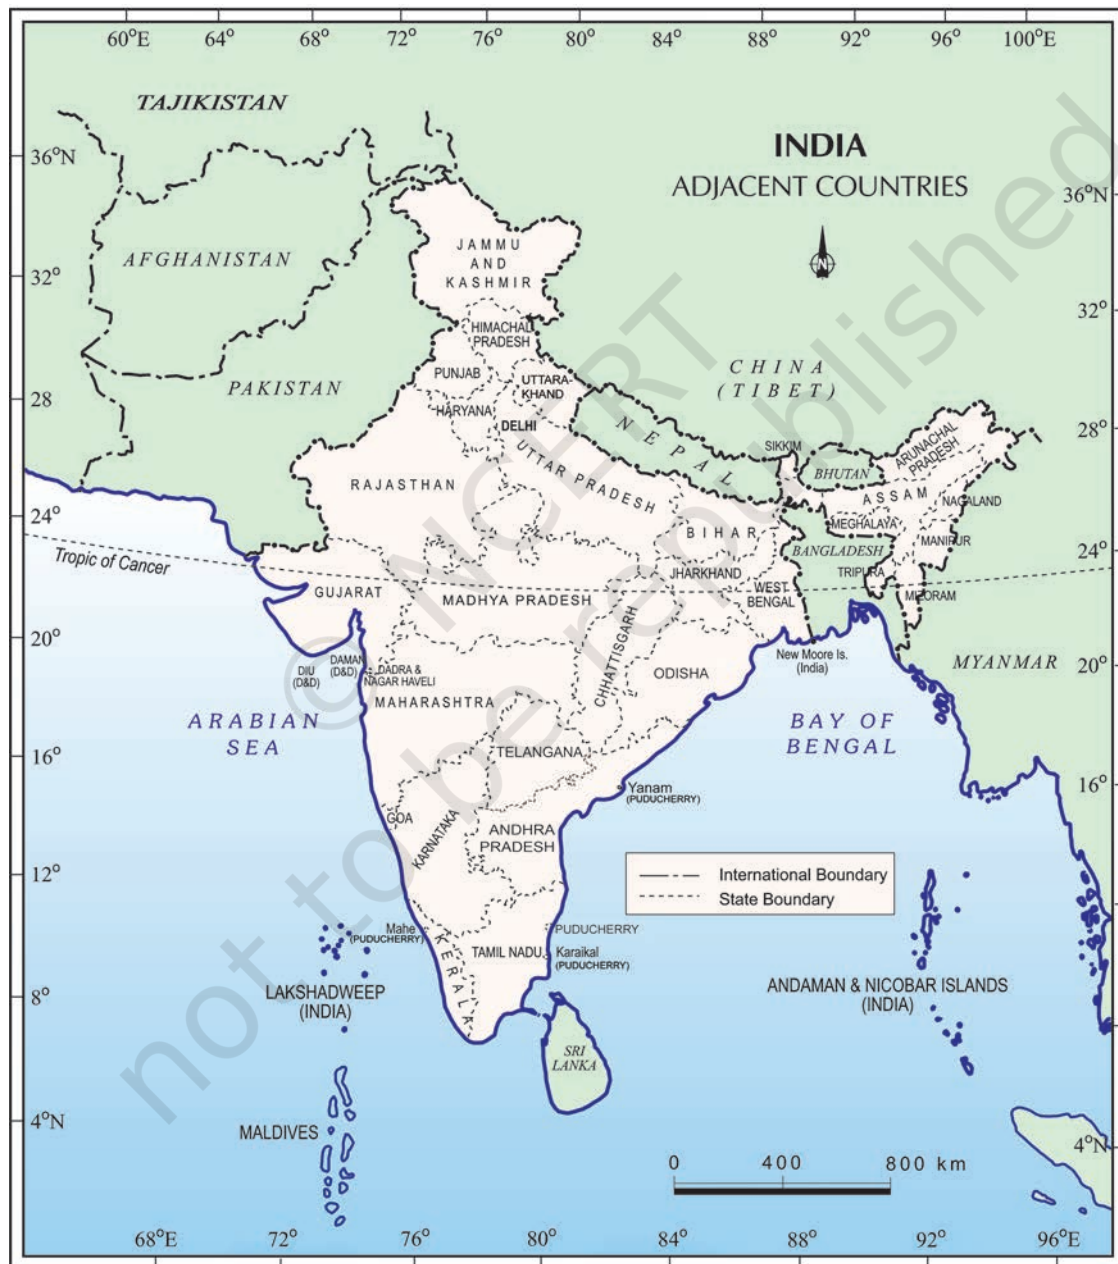 60°E 64° 68° 72° 76° 80° 84° 88° 92° 96° 100°E
TAJIKISTAN
INDIA
ADJACENT COUNTRIES
36°N
36°N
N
JAMMU
AND
KASHMIR
AFGHANISTAN
32°
32°
HIMACHAL
PRADESH
CHINA
(TIBET)
PUNJAB
UTTARA-
KHAND
PAKISTAN
28°
28°
HARYANA
DELHI
NEPAL
SIKKIM
BHUTAN
ARUNACHAL
PRADESH
UTTAR PRADESH
RAJASTHAN
ASSAM
NAGALAND
24°
24°
MEGHALAYA
MANIPUR
BIHAR
BANGLADESH
Tropic of Cancer
JHARKHAND
TRIPURA
GUJARAT
MADHYA PRADESH
WEST
BENGAL
MIZORAM
20°
20°
CHHATTISGARH
New Moore Is.
(India)
MYANMAR
DIU
(D&D)
DAMAN
(D&D)
DADRA &
NAGAR HAVELI
ODISHA
MAHARASHTRA
ARABIAN
SEA
BAY OF
BENGAL
TELANGANA
16°
16°
Yanam
(PUDUCHERRY)
GOA
KARNATAKA
ANDHRA
PRADESH
International Boundary
State Boundary
12°
Mahe
(PUDUCHERRY)
KERALA
PUDUCHERRY
TAMIL NADU
Karaikal
(PUDUCHERRY)
8°
LAKSHADWEEP
(INDIA)
ANDAMAN & NICOBAR ISLANDS
(INDIA)
SRI
LANKA
4°N
MALDIVES
4°N
0 400 800 km
68°E 72° 76° 80° 84° 88° 92° 96°E
© NCERT
not to be republished